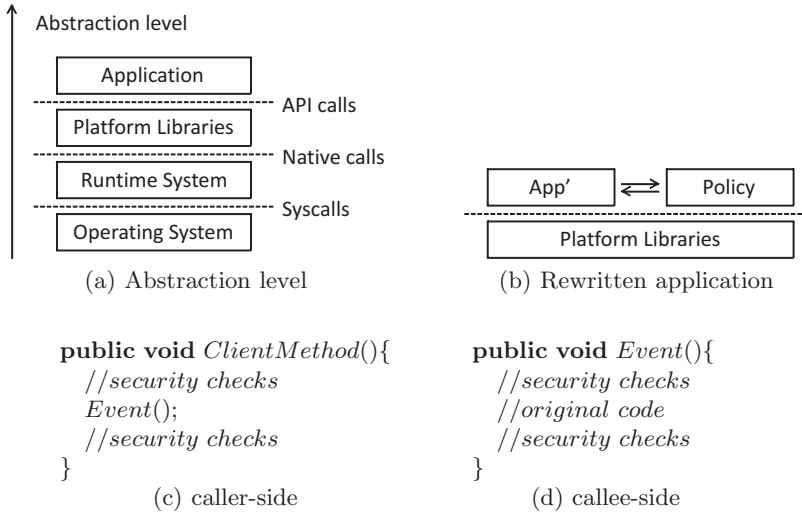 Abstraction level
Application
API calls
Platform Libraries
Native calls
Runtime System
Syscalls
Operating System
(a) Abstraction level
App’
Policy
Platform Libraries
(b) Rewritten application
public void ClientMethod(){
//security checks
Event();
//security checks
}
(c) caller-side
public void Event(){
//security checks
//original code
//security checks
}
(d) callee-side